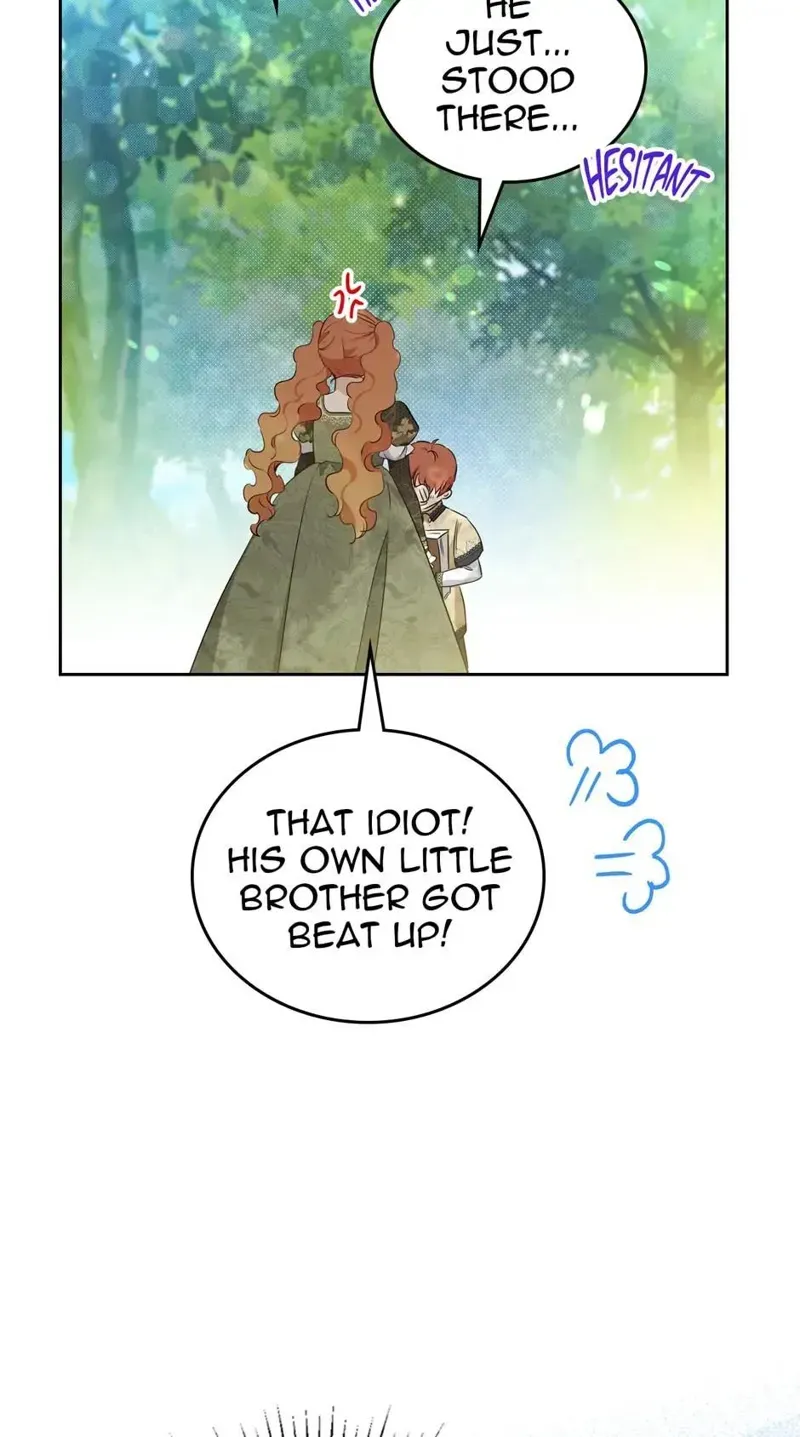 HE
JUST...
STOOD
THERE...
HESITANT
THAT IDIOT!
HIS OWN LITTLE
BROTHER GOT
BEAT UP!